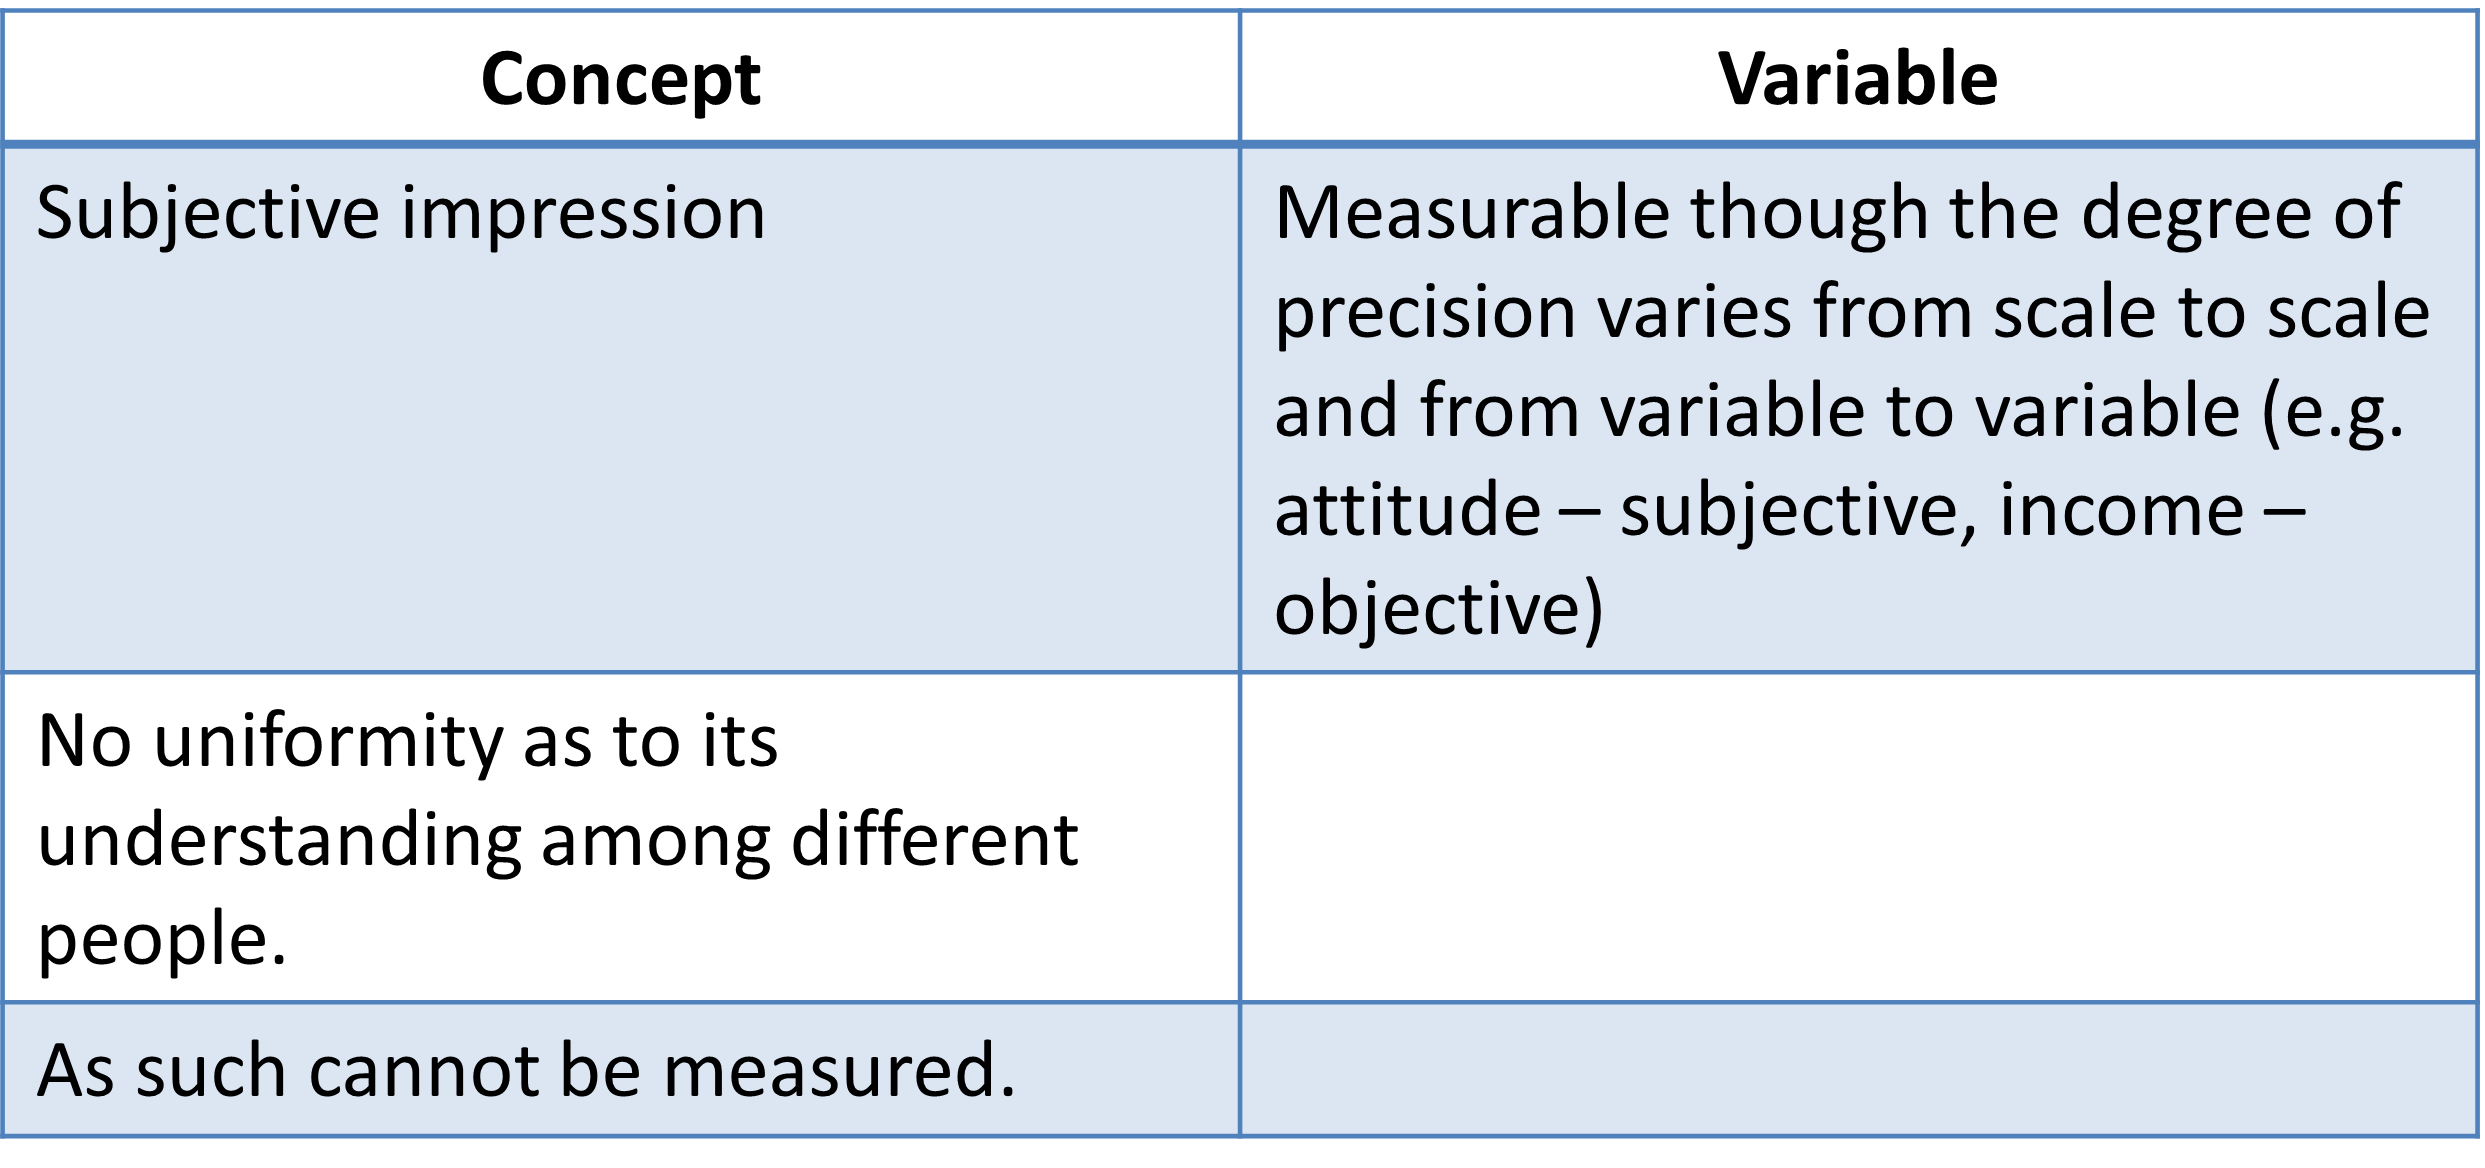 Concept
Variable
Subjective impression
Measurable though the degree of
precision varies from scale to scale
and from variable to variable (e.g.
attitude – subjective, income –
objective)
No uniformity as to its
understanding among different
people.
As such cannot be measured.